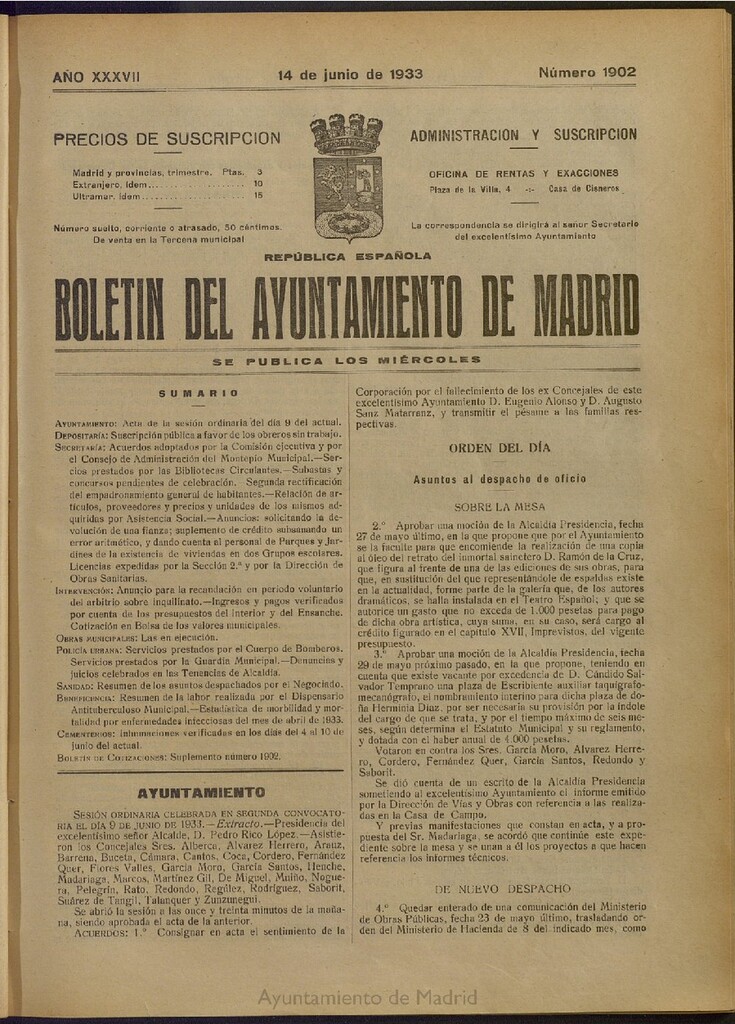 AÑO XXXVII
14 de junio de 1933
Número 1902
PRECIOS DE SUSCRIPCION
Madrid y provincias, trimestre. Ptas. 3
Extranjero, ídem.................... 10
Ultramar, ídem.................... 15
Número suelto, corriente o atrasado, 50 céntimos.
De venta en la Tercena municipal
ADMINISTRACION Y SUSCRIPCION
OFICINA DE RENTAS Y EXACCIONES
Plaza de la Villa, 4 -:- Casa de Cisneros
La correspondencia se dirigirá al señor Secretario
del excelentísimo Ayuntamiento
REPÚBLICA ESPAÑOLA
BOLETIN DEL AYUNTAMIENTO DE MADRID
SE PUBLICA LOS MIÉRCOLES
SUMARIO
AYUNTAMIENTO: Acta de la sesión ordinaria del día 9 del actual.
DEPOSITARÍA: Suscripción pública a favor de los obreros sin trabajo.
SECRETARÍA: Acuerdos adoptados por la Comisión ejecutiva y por
el Consejo de Administración del Montepío Municipal.—Ser-
cios prestados por las Bibliotecas Circulantes.—Subastas y
concursos pendientes de celebración. Segunda rectificación
del empadronamiento general de habitantes.—Relación de ar-
tículos, proveedores y precios y unidades de los mismos ad-
quiridas por Asistencia Social.—Anuncios: solicitando la de-
volución de una fianza; suplemento de crédito subsanando un
error aritmético, y dando cuenta al personal de Parques y Jar-
dines de la existencia de viviendas en dos Grupos escolares.
Licencias expedidas por la Sección 2.ª y por la Dirección de
Obras Sanitarias.
INTERVENCIÓN: Anuncio para la recaudación en período voluntario
del arbitrio sobre inquilinato.—Ingresos y pagos verificados
por cuenta de los presupuestos del Interior y del Ensanche.
Cotización en Bolsa de los valores municipales.
OBRAS MUNICIPALES: Las en ejecución.
POLICÍA URBANA: Servicios prestados por el Cuerpo de Bomberos.
Servicios prestados por la Guardia Municipal.—Denuncias y
juicios celebrados en las Tenencias de Alcaldía.
SANIDAD: Resumen de los asuntos despachados por el Negociado.
BENEFICENCIA: Resumen de la labor realizada por el Dispensario
Antituberculoso Municipal.—Estadística de morbilidad y mor-
talidad por enfermedades infecciosas del mes de abril de 1933.
CEMENTERIOS: Inhumaciones verificadas en los días del 4 al 10 de
junio del actual.
BOLETÍN DE COTIZACIONES: Suplemento número 1902.
AYUNTAMIENTO
SESIÓN ORDINARIA CELEBRADA EN SEGUNDA CONVOCATO-
RIA EL DÍA 9 DE JUNIO DE 1933.—Extracto.—Presidencia del
excelentísimo señor Alcalde, D. Pedro Rico López.—Asistie-
ron los Concejales Sres. Alberca, Alvarez Herrero, Arauz,
Barrena, Buceta, Cámara, Cantos, Coca, Cordero, Fernández
Quer, Flores Valles, García Moro, García Santos, Henche,
Madariaga, Marcos, Martínez Gil, De Miguel, Muiño, Nogue-
ra, Pelegrín, Rato, Redondo, Regúlez, Rodríguez, Saborit,
Suárez de Tangil, Talanquer y Zunzunegui.
Se abrió la sesión a las once y treinta minutos de la maña-
na, siendo aprobada el acta de la anterior.
ACUERDOS: 1.º Consignar en acta el sentimiento de la
Corporación por el fallecimiento de los ex Concejales de este
excelentísimo Ayuntamiento D. Eugenio Alonso y D. Augusto
Sanz Matarranz, y transmitir el pésame a las familias res-
pectivas.
ORDEN DEL DÍA
Asuntos al despacho de oficio
SOBRE LA MESA
2.º Aprobar una moción de la Alcaldía Presidencia, fecha
27 de mayo último, en la que propone que por el Ayuntamiento
se la faculte para que encomiende la realización de una copia
al óleo del retrato del inmortal sainetero D. Ramón de la Cruz,
que figura al frente de una de las ediciones de sus obras, para
que, en sustitución del que representándole de espaldas existe
en la actualidad, forme parte de la galería que, de los autores
dramáticos, se halla instalada en el Teatro Español; y que se
autorice un gasto que no exceda de 1.000 pesetas para pago
de dicha obra artística, cuya suma, en su caso, será cargo al
crédito figurado en el capítulo XVII, Imprevistos, del vigente
presupuesto.
3.º Aprobar una moción de la Alcaldía Presidencia, fecha
29 de mayo próximo pasado, en la que propone, teniendo en
cuenta que existe vacante por excedencia de D. Cándido Sal-
vador Temprano una plaza de Escribiente auxiliar taquígrafo-
mecanógrafo, el nombramiento interino para dicha plaza de do-
ña Herminia Díaz, por ser necesaria su provisión por la índole
del cargo de que se trata, y por el tiempo máximo de seis me-
ses, según determina el Estatuto Municipal y su reglamento,
y dotada con el haber anual de 4.000 pesetas.
Votaron en contra los Sres. García Moro, Alvarez Herre-
ro, Cordero, Fernández Quer, García Santos, Redondo y
Saborit.
Se dió cuenta de un escrito de la Alcaldía Presidencia
sometiendo al excelentísimo Ayuntamiento el informe emitido
por la Dirección de Vías y Obras con referencia a las realiza-
das en la Casa de Campo.
Y previas manifestaciones que constan en acta, y a pro-
puesta del Sr. Madariaga, se acordó que continúe este expe-
diente sobre la mesa y se unan a él los proyectos a que hacen
referencia los informes técnicos.
DE NUEVO DESPACHO
4.º Quedar enterado de una comunicación del Ministerio
de Obras Públicas, fecha 23 de mayo último, trasladando or-
den del Ministerio de Hacienda de 8 del indicado mes, como
Ayuntamiento de Madrid